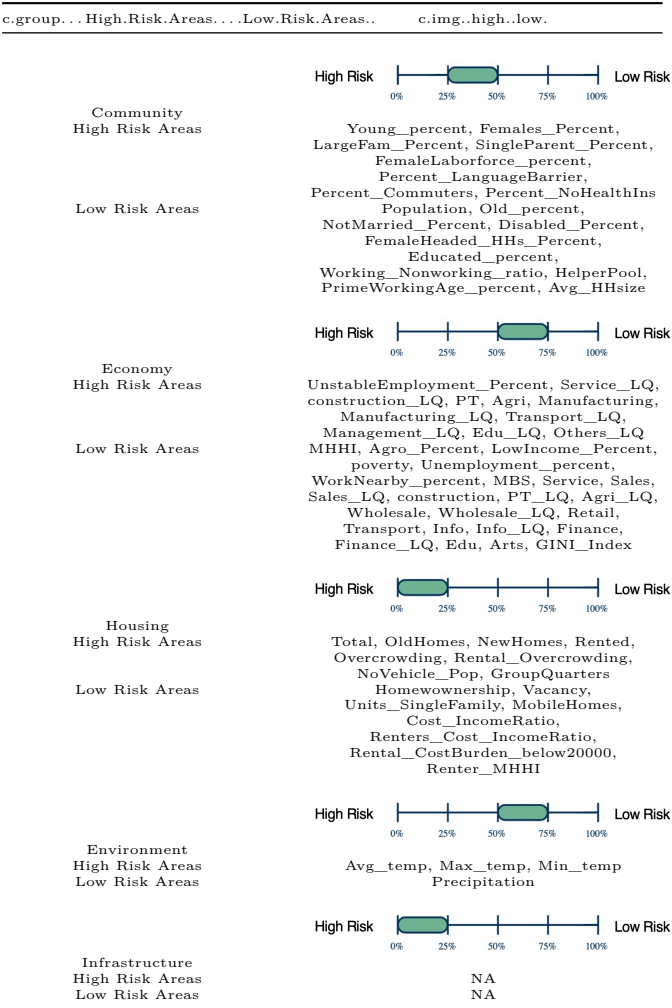 c.group... High.Risk.Areas....Low.Risk.Areas.. c.img..high..low.
High Risk Low Risk
0% 25% 50% 75% 100%
Community
High Risk Areas Young_percent, Females_Percent,
LargeFam_Percent, SingleParent_Percent,
FemaleLaborforce_percent,
Percent_LanguageBarrier,
Percent_Commuters, Percent_NoHealthIns
Low Risk Areas Population, Old_percent,
NotMarried_Percent, Disabled_Percent,
FemaleHeaded_HHs_Percent,
Educated_percent,
Working_Nonworking_ratio, HelperPool,
PrimeWorkingAge_percent, Avg_HHsize
High Risk Low Risk
0% 25% 50% 75% 100%
Economy
High Risk Areas UnstableEmployment_Percent, Service_LQ,
construction_LQ, PT, Agri, Manufacturing,
Manufacturing_LQ, Transport_LQ,
Management_LQ, Edu_LQ, Others_LQ
Low Risk Areas MHHI, Agro_Percent, LowIncome_Percent,
poverty, Unemployment_percent,
WorkNearby_percent, MBS, Service, Sales,
Sales_LQ, construction, PT_LQ, Agri_LQ,
Wholesale, Wholesale_LQ, Retail,
Transport, Info, Info_LQ, Finance,
Finance_LQ, Edu, Arts, GINI_Index
High Risk Low Risk
0% 25% 50% 75% 100%
Housing
High Risk Areas Total, OldHomes, NewHomes, Rented,
Overcrowding, Rental_Overcrowding,
NoVehicle_Pop, GroupQuarters
Low Risk Areas Homewownership, Vacancy,
Units_SingleFamily, MobileHomes,
Cost_IncomeRatio,
Renters_Cost_IncomeRatio,
Rental_CostBurden_below20000,
Renter_MHHI
High Risk Low Risk
0% 25% 50% 75% 100%
Environment
High Risk Areas Avg_temp, Max_temp, Min_temp
Low Risk Areas Precipitation
High Risk Low Risk
0% 25% 50% 75% 100%
Infrastructure
High Risk Areas NA
Low Risk Areas NA